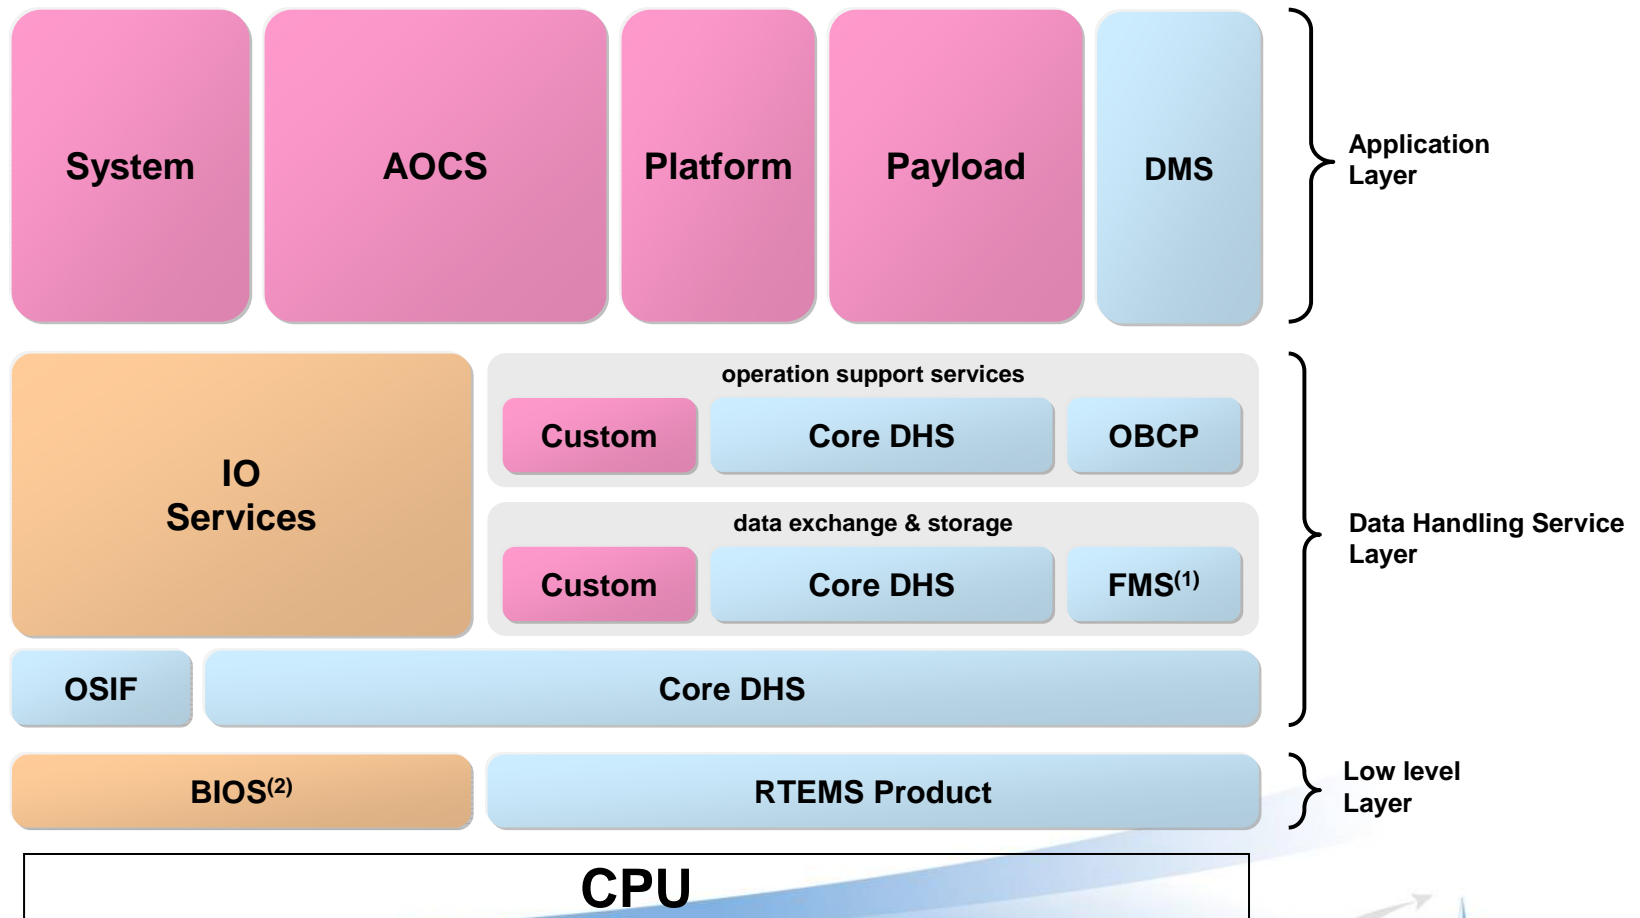 System
AOCS
Platform
Payload
DMS
Application
Layer
IO
Services
operation support services
Custom
Core DHS
OBCP
data exchange & storage
Custom
Core DHS
FMS(1)
Data Handling Service
Layer
OSIF
Core DHS
BIOS(2)
RTEMS Product
Low level
Layer
CPU